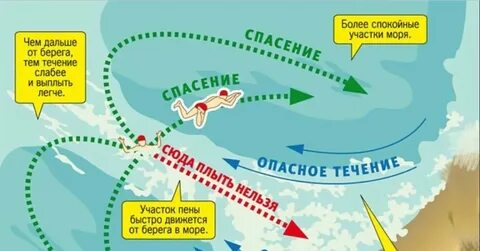 Чем дальше
от берега,
тем течение
слабее
и выплыть
легче.
СПАСЕНИЕ
Более спокойные
участки моря.
СПАСЕНИЕ
СЮДА ПЛЫТЬ НЕЛЬЗЯ
ОПАСНОЕ ТЕЧЕНИЕ
Участок пены
быстро движется
от берега в море.